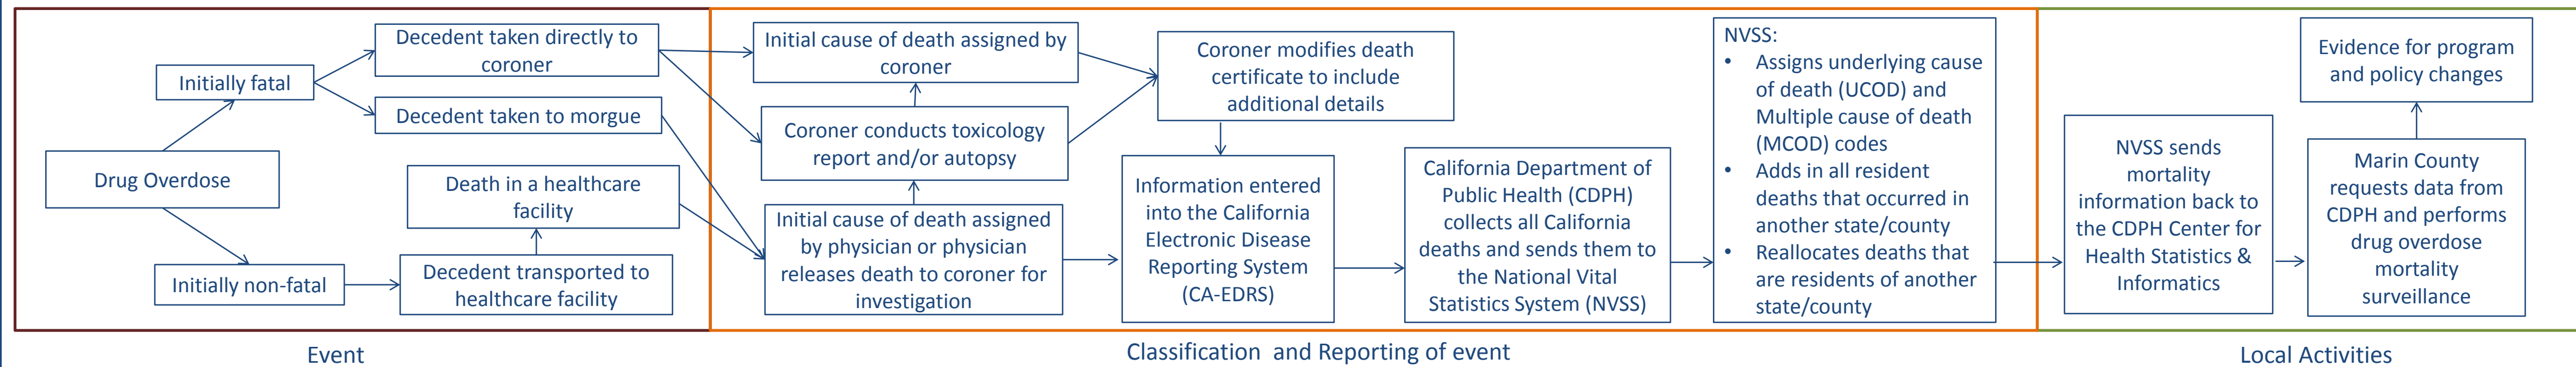 Drug Overdose
Initially fatal
Initially non-fatal
Decedent taken directly to
coroner
Decedent taken to morgue
Death in a healthcare
facility
Decedent transported to
healthcare facility
Event
Initial cause of death assigned by
coroner
Coroner conducts toxicology
report and/or autopsy
Initial cause of death assigned
by physician or physician
releases death to coroner for
investigation
Coroner modifies death
certificate to include
additional details
Information entered
into the California
Electronic Disease
Reporting System
(CA-EDRS)
California Department of
Public Health (CDPH)
collects all California
deaths and sends them to
the National Vital
Statistics System (NVSS)
NVSS:
• Assigns underlying cause
of death (UCOD) and
Multiple cause of death
(MCOD) codes
• Adds in all resident
deaths that occurred in
another state/county
• Reallocates deaths that
are residents of another
state/county
Classification and Reporting of event
NVSS sends
mortality
information back to
the CDPH Center for
Health Statistics &
Informatics
Marin County
requests data from
CDPH and performs
drug overdose
mortality
surveillance
Evidence for program
and policy changes
Local Activities